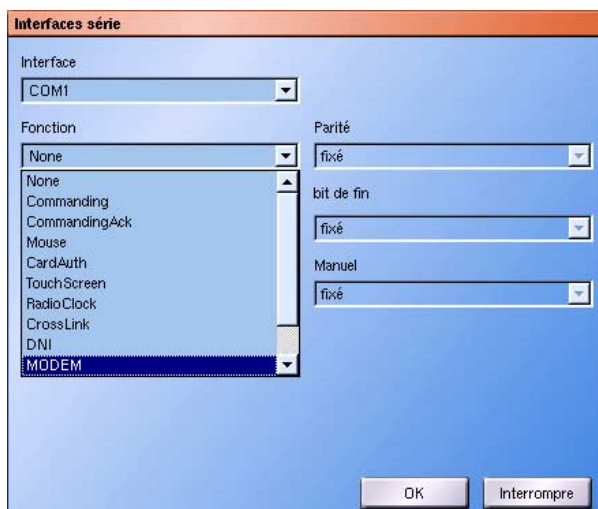 Interfaces série
Interface
COM1
Fonction
None
None
Commanding
CommandingAck
Mouse
CardAuth
TouchScreen
RadioClock
CrossLink
DNI
MODEM
Parité
fixé
bit de fin
fixé
Manuel
fixé
OK
Interrompre